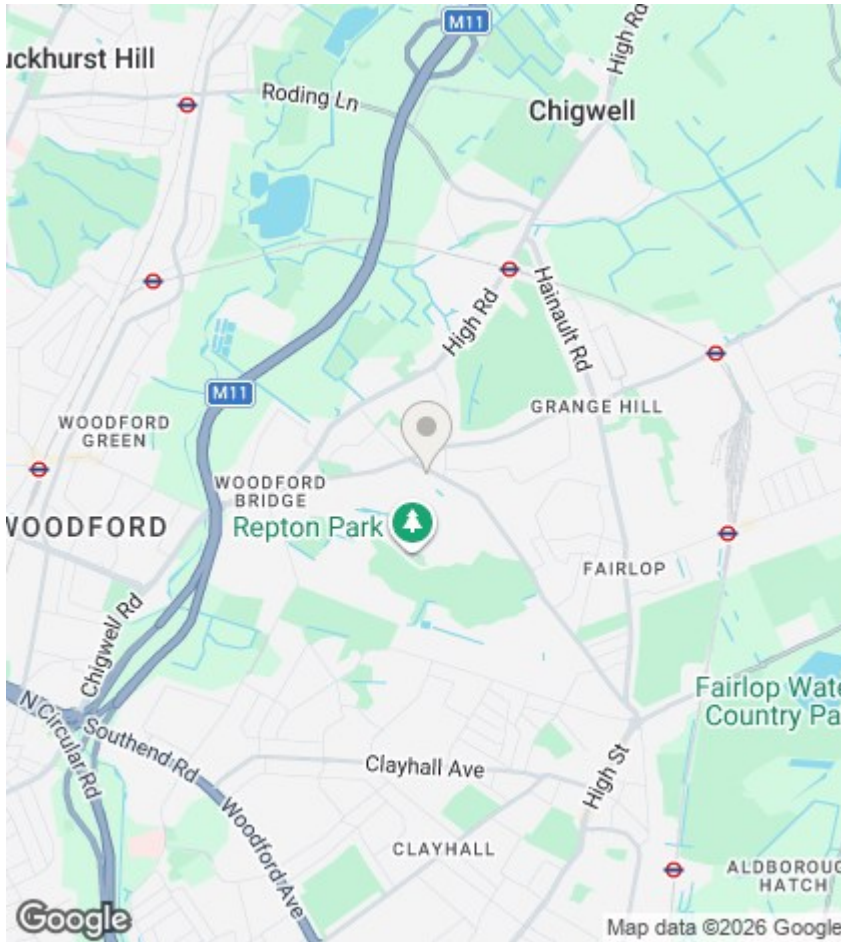 M11
uckhurst Hill
Roding Ln
High Rd
Chigwell
High Rd
Hainault Rd
M11
GRANGE HILL
WOODFORD
GREEN
WOODFORD
BRIDGE
WOODFORD
Repton Park
FAIRLOP
Chigwell Rd
Fairlop Wate
Country Pa
N Circular Rd
Southend Rd
Woodford Ave
Clayhall Ave
High St
CLAYHALL
ALDBOROUG
HATCH
Google
Map data ©2026 Google